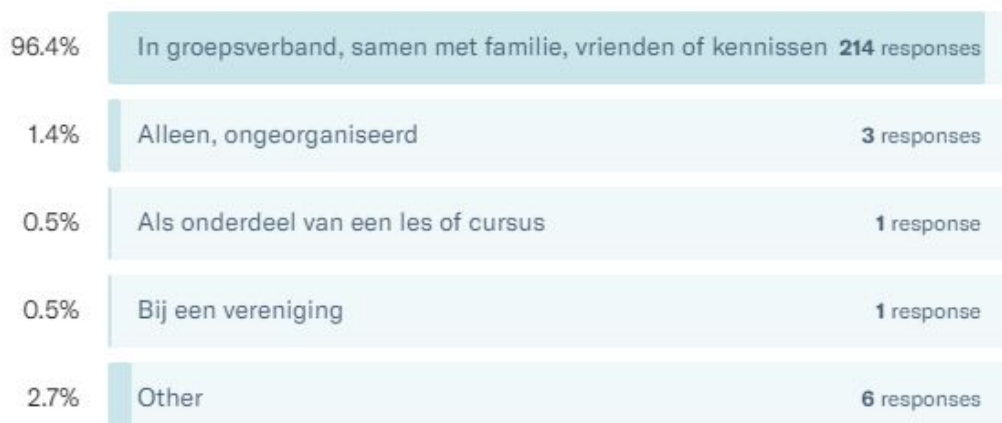 96.4% In groepsverband, samen met familie, vrienden of kennissen 214 responses
1.4% Alleen, ongeorganiseerd 3 responses
0.5% Als onderdeel van een les of cursus 1 response
0.5% Bij een vereniging 1 response
2.7% Other 6 responses